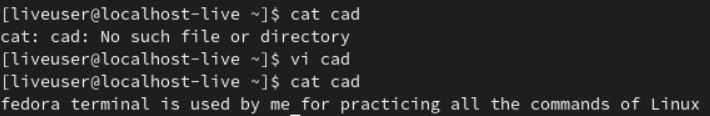 [liveuser@localhost-live ~]$ cat cad
cat: cad: No such file or directory
[liveuser@localhost-live ~]$ vi cad
[liveuser@localhost-live ~]$ cat cad
fedora terminal is used by me for practicing all the commands of Linux